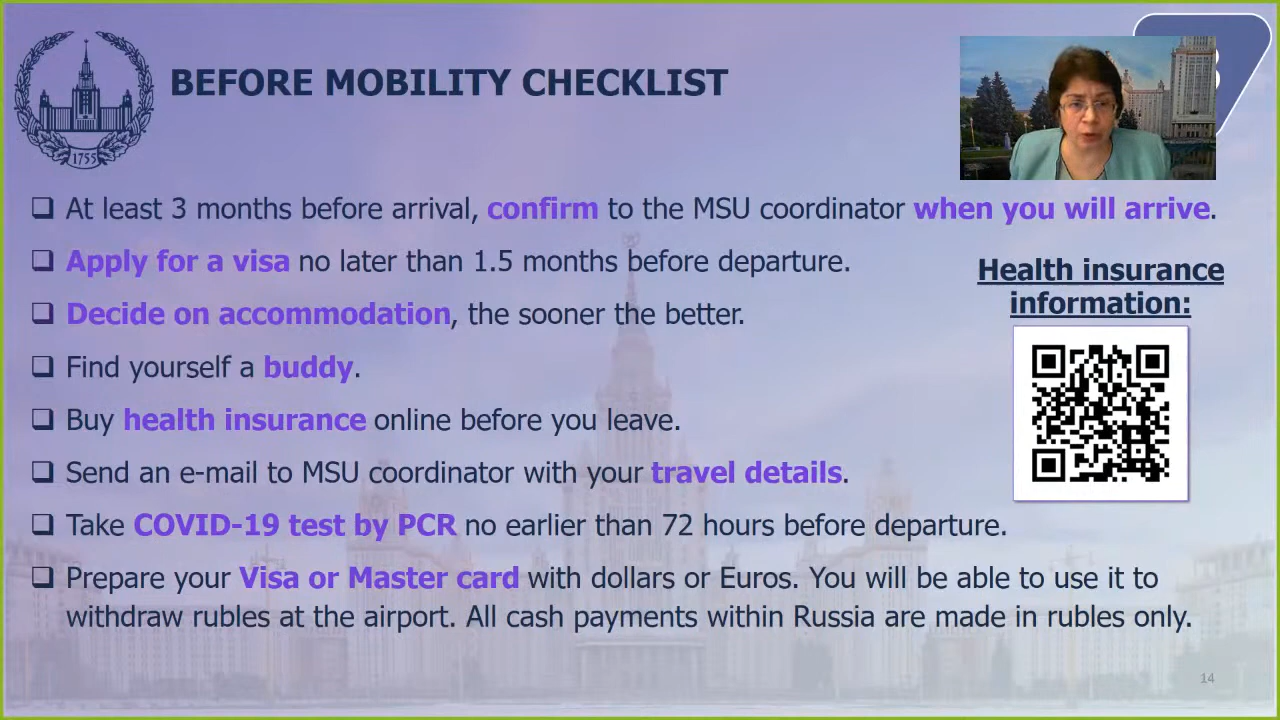 BEFORE MOBILITY CHECKLIST
1755
At least 3 months before arrival, confirm to the MSU coordinator when you will arrive.
Apply for a visa no later than 1.5 months before departure.
Decide on accommodation, the sooner the better.
Find yourself a buddy.
Buy health insurance online before you leave.
Send an e-mail to MSU coordinator with your travel details.
Take COVID-19 test by PCR no earlier than 72 hours before departure.
Prepare your Visa or Master card with dollars or Euros. You will be able to use it to
withdraw rubles at the airport. All cash payments within Russia are made in rubles only.
Health insurance
information:
14